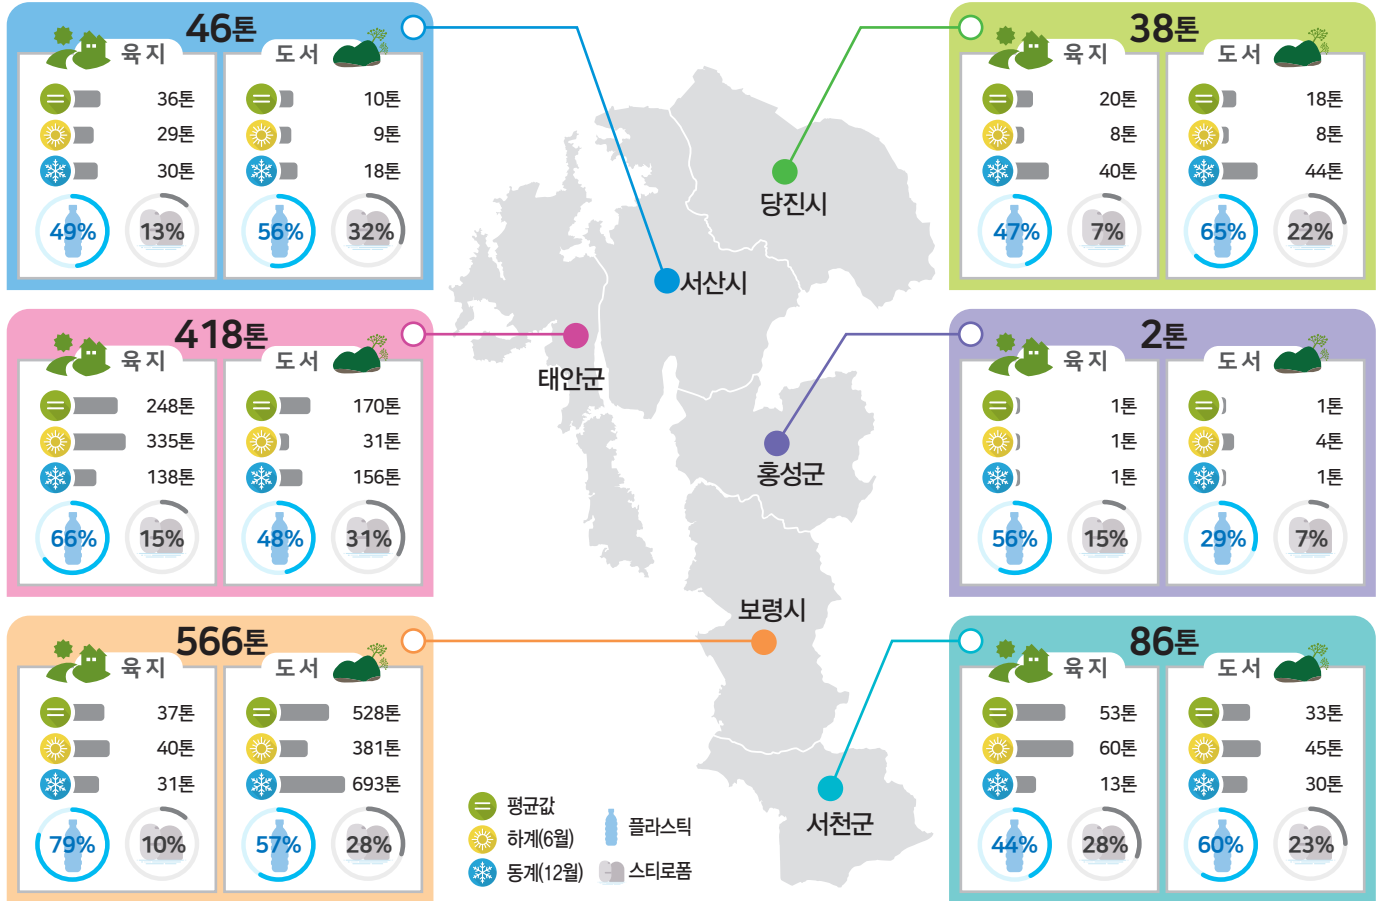 46톤
육지
도서
36톤
29톤
30톤
49%
13%
10톤
9톤
18톤
56%
32%
38톤
육지
도서
20톤
8톤
40톤
47%
7%
18톤
8톤
44톤
65%
22%
418톤
육지
도서
248톤
335톤
138톤
66%
15%
170톤
31톤
156톤
48%
31%
2톤
육지
도서
1톤
1톤
1톤
56%
15%
1톤
4톤
1톤
29%
7%
566톤
육지
도서
37톤
40톤
31톤
79%
10%
528톤
381톤
693톤
57%
28%
86톤
육지
도서
53톤
60톤
13톤
44%
28%
33톤
45톤
30톤
60%
23%
당진시
서산시
태안군
홍성군
보령시
서천군
평균값
하계(6월)
동계(12월)
플라스틱
스티로폼